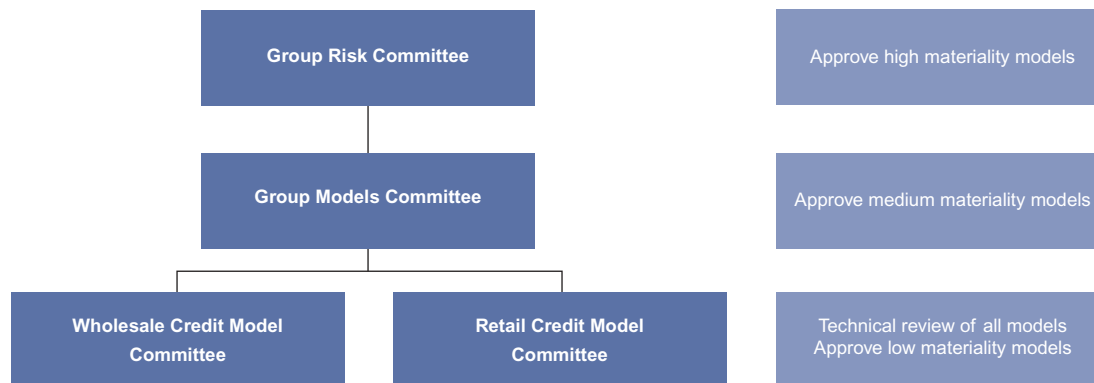 Group Risk Committee
Approve high materiality models
Group Models Committee
Approve medium materiality models
Wholesale Credit Model
Committee
Retail Credit Model
Committee
Technical review of all models
Approve low materiality models